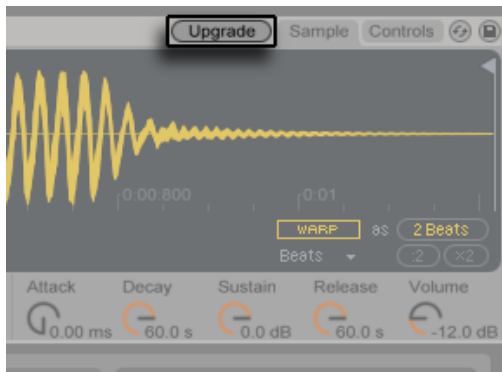 Upgrade Sample Controls
0:00:800 0:01
WARP as 2 Beats
Beats :2 ×2
Attack Decay Sustain Release Volume
0.00 ms 60.0 s 0.0 dB 60.0 s -12.0 dB